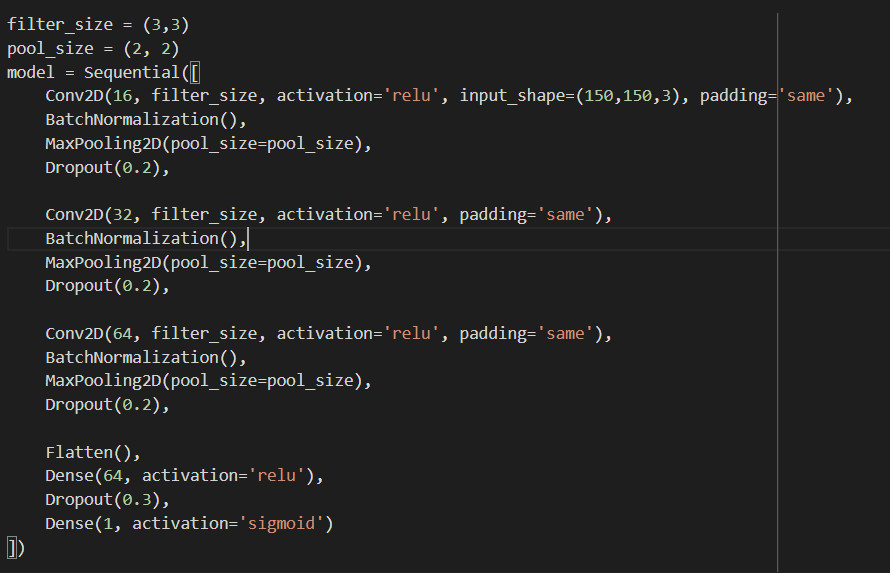 filter_size = (3,3)
pool_size = (2, 2)
model = Sequential([
    Conv2D(16, filter_size, activation='relu', input_shape=(150,150,3), padding='same'),
    BatchNormalization(),
    MaxPooling2D(pool_size=pool_size),
    Dropout(0.2),

    Conv2D(32, filter_size, activation='relu', padding='same'),
    BatchNormalization(),
    MaxPooling2D(pool_size=pool_size),
    Dropout(0.2),

    Conv2D(64, filter_size, activation='relu', padding='same'),
    BatchNormalization(),
    MaxPooling2D(pool_size=pool_size),
    Dropout(0.2),

    Flatten(),
    Dense(64, activation='relu'),
    Dropout(0.3),
    Dense(1, activation='sigmoid')
])